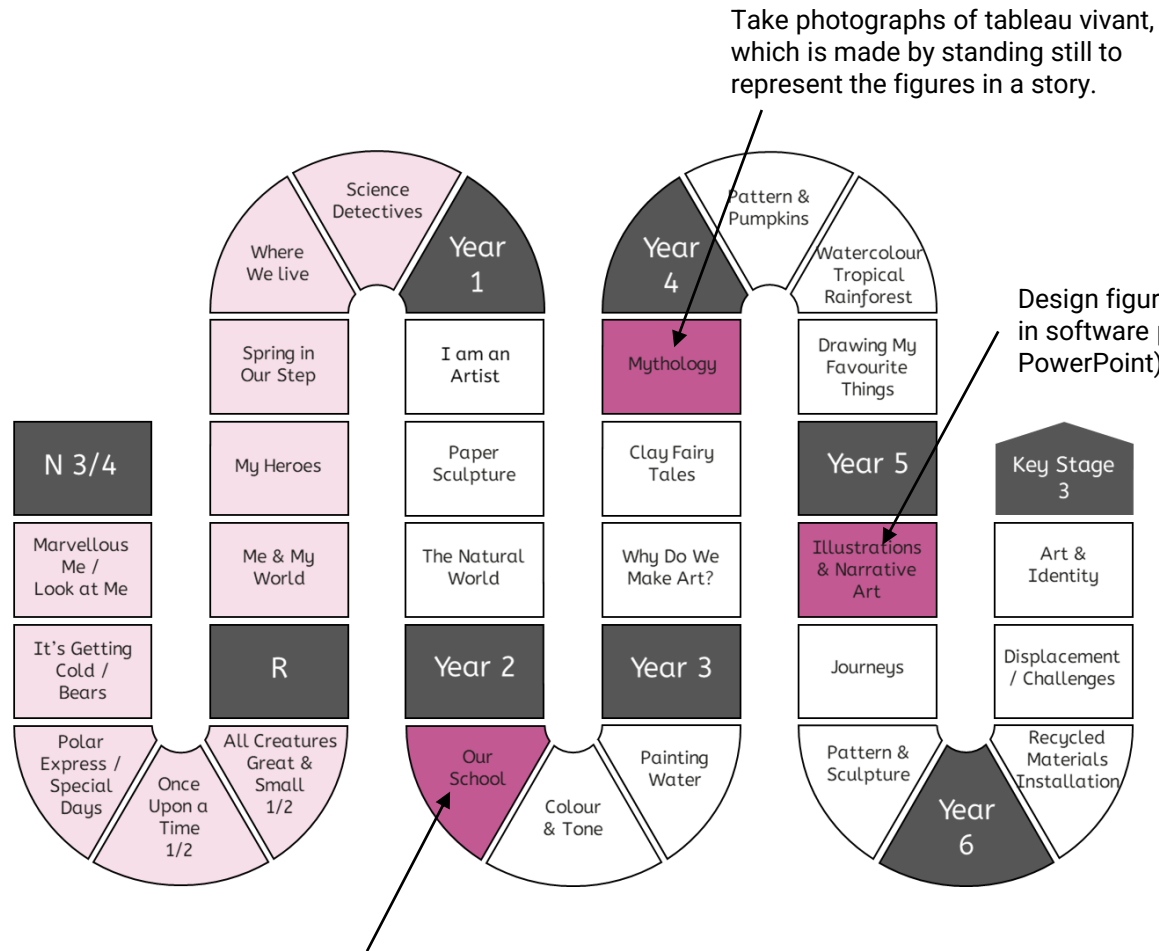 Take photographs of tableau vivant,
which is made by standing still to
represent the figures in a story.
Design figur
in software p
PowerPoint)
N 3/4
Marvellous
Me /
Look at Me
It's Getting
Cold /
Bears
Polar
Express /
Special
Days
Once
Upon a
Time
1/2
All Creatures
Great &
Small
1/2
R
Me & My
World
My Heroes
Spring in
Our Step
Where
We live
Science
Detectives
Year
1
I am an
Artist
Paper
Sculpture
The Natural
World
Year 2
Our
School
Colour
& Tone
Painting
Water
Year 3
Why Do We
Make Art?
Clay Fairy
Tales
Mythology
Year
4
Pattern &
Pumpkins
Watercolour
Tropical
Rainforest
Drawing My
Favourite
Things
Year 5
Illustrations
& Narrative
Art
Journeys
Pattern &
Sculpture
Year
6
Recycled
Materials
Installation
Displacement
/ Challenges
Art &
Identity
Key Stage
3